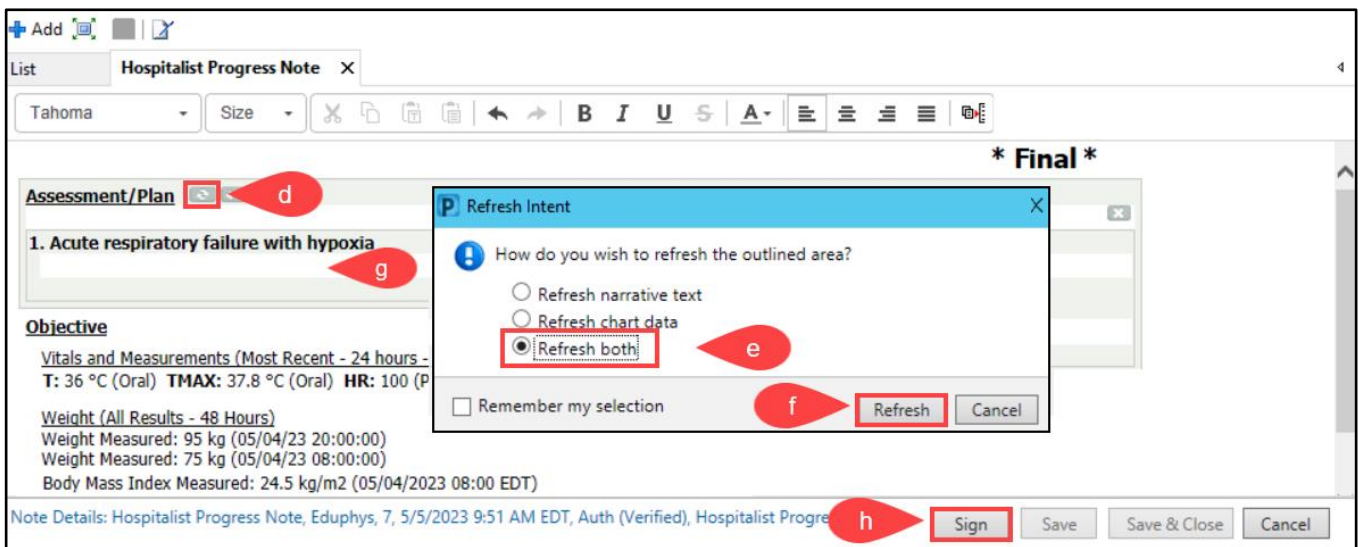 Add
List Hospitalist Progress Note X
Tahoma Size B I U S A
* Final *
Assessment/Plan d
1. Acute respiratory failure with hypoxia
g
Objective
Vitals and Measurements (Most Recent - 24 hours -
T: 36 °C (Oral) TMAX: 37.8 °C (Oral) HR: 100 (P
Weight (All Results - 48 Hours)
Weight Measured: 95 kg (05/04/23 20:00:00)
Weight Measured: 75 kg (05/04/23 08:00:00)
Body Mass Index Measured: 24.5 kg/m2 (05/04/2023 08:00 EDT)
P Refresh Intent X
How do you wish to refresh the outlined area?
Refresh narrative text
Refresh chart data
Refresh both e
Remember my selection f Refresh Cancel
Note Details: Hospitalist Progress Note, Eduphys, 7, 5/5/2023 9:51 AM EDT, Auth (Verified), Hospitalist Progre h Sign Save Save & Close Cancel